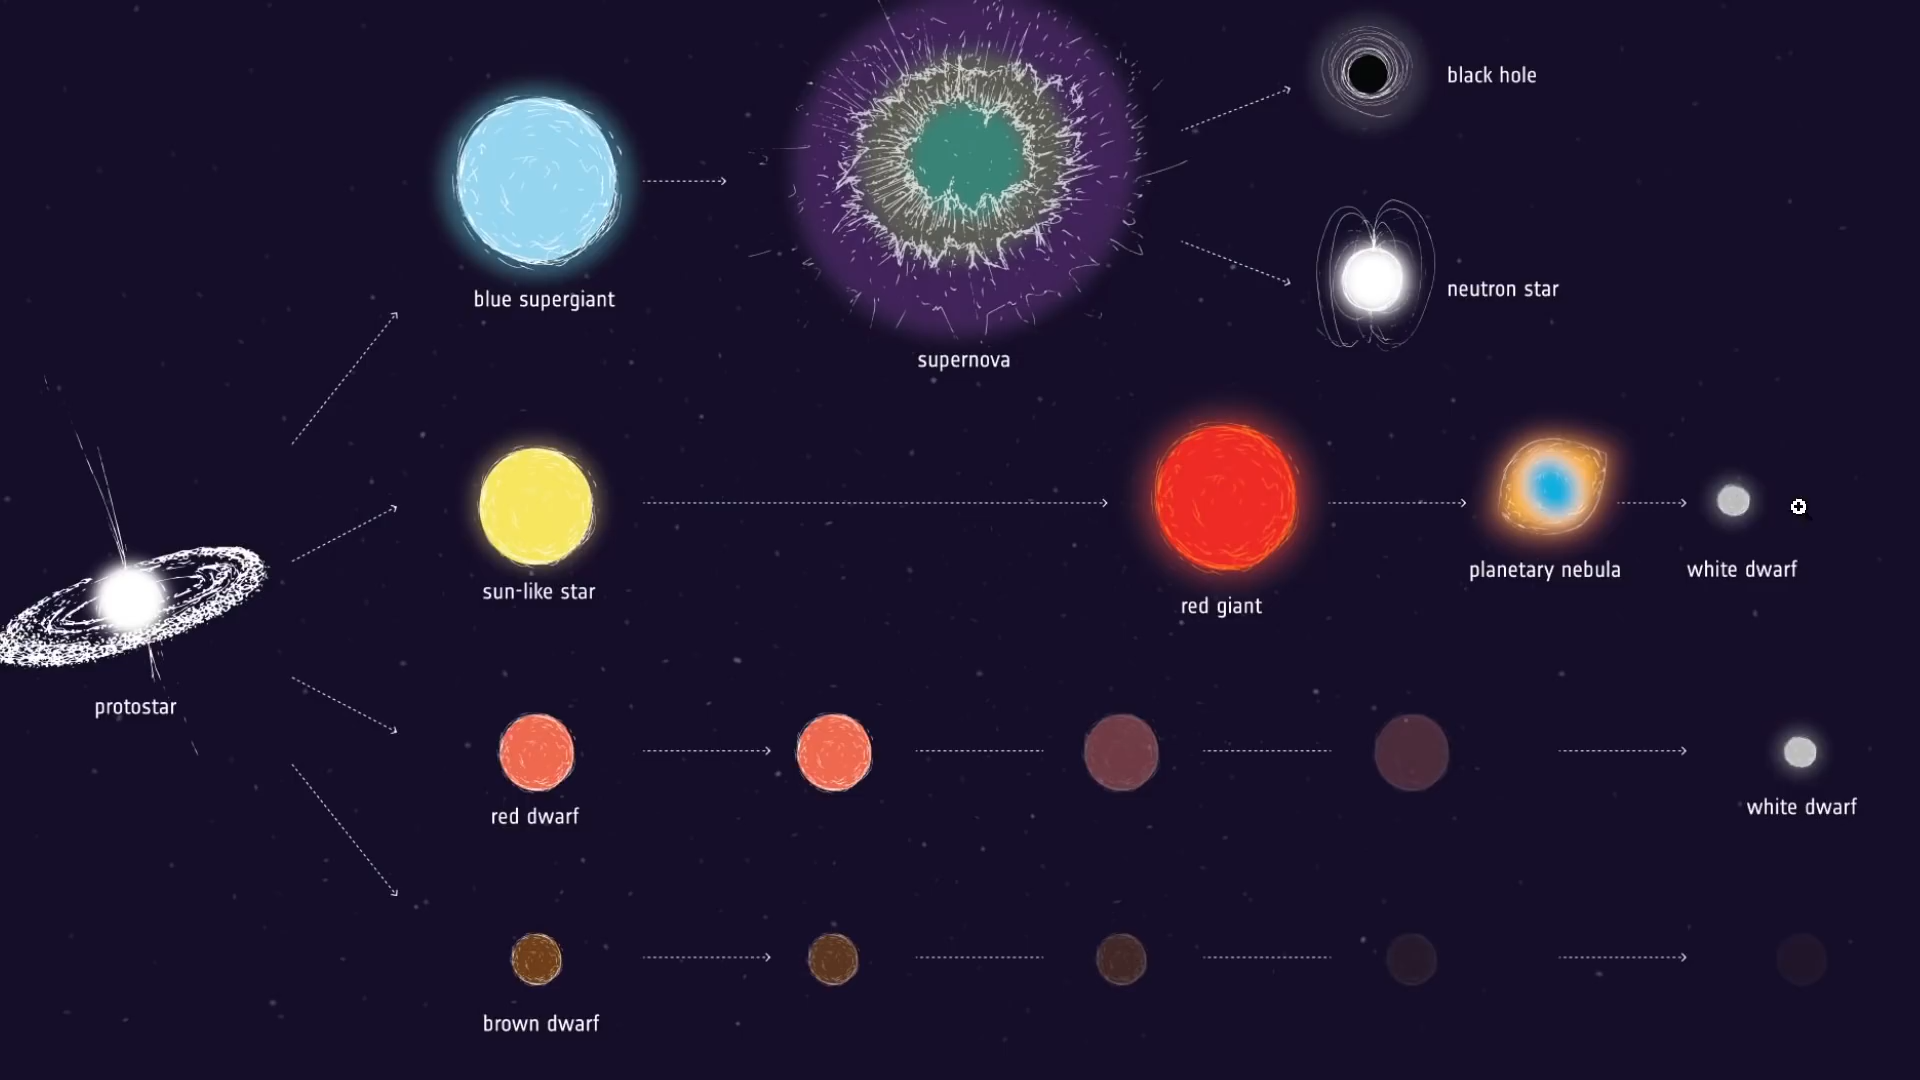 black hole
blue supergiant
neutron star
supernova
sun-like star
red giant
planetary nebula
white dwarf
protostar
red dwarf
white dwarf
brown dwarf